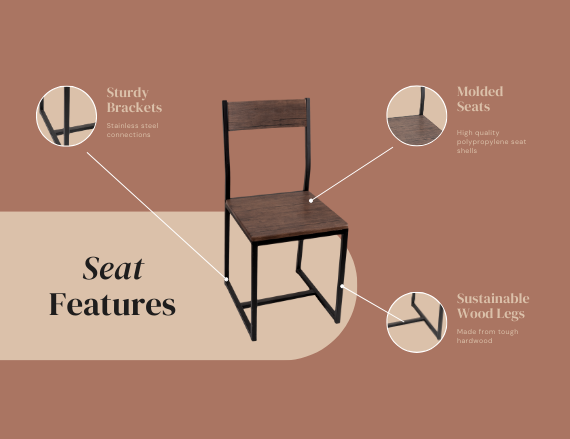 Sturdy
Brackets
Stainless steel
connections
Molded
Seats
High quality
polypropylene seat
shells
Seat
Features
Sustainable
Wood Legs
Made from tough
hardwood